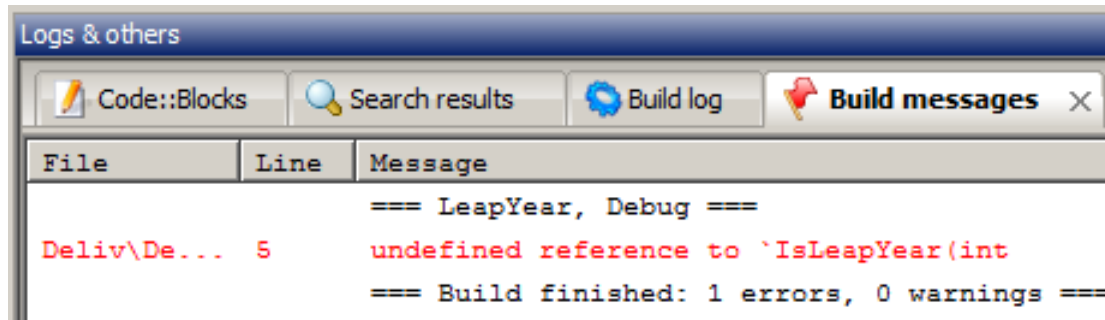 Logs & others
Code::Blocks Search results Build log Build messages
File Line Message
=== LeapYear, Debug ===
Deliv\De... 5 undefined reference to `IsLeapYear(int
=== Build finished: 1 errors, 0 warnings ===